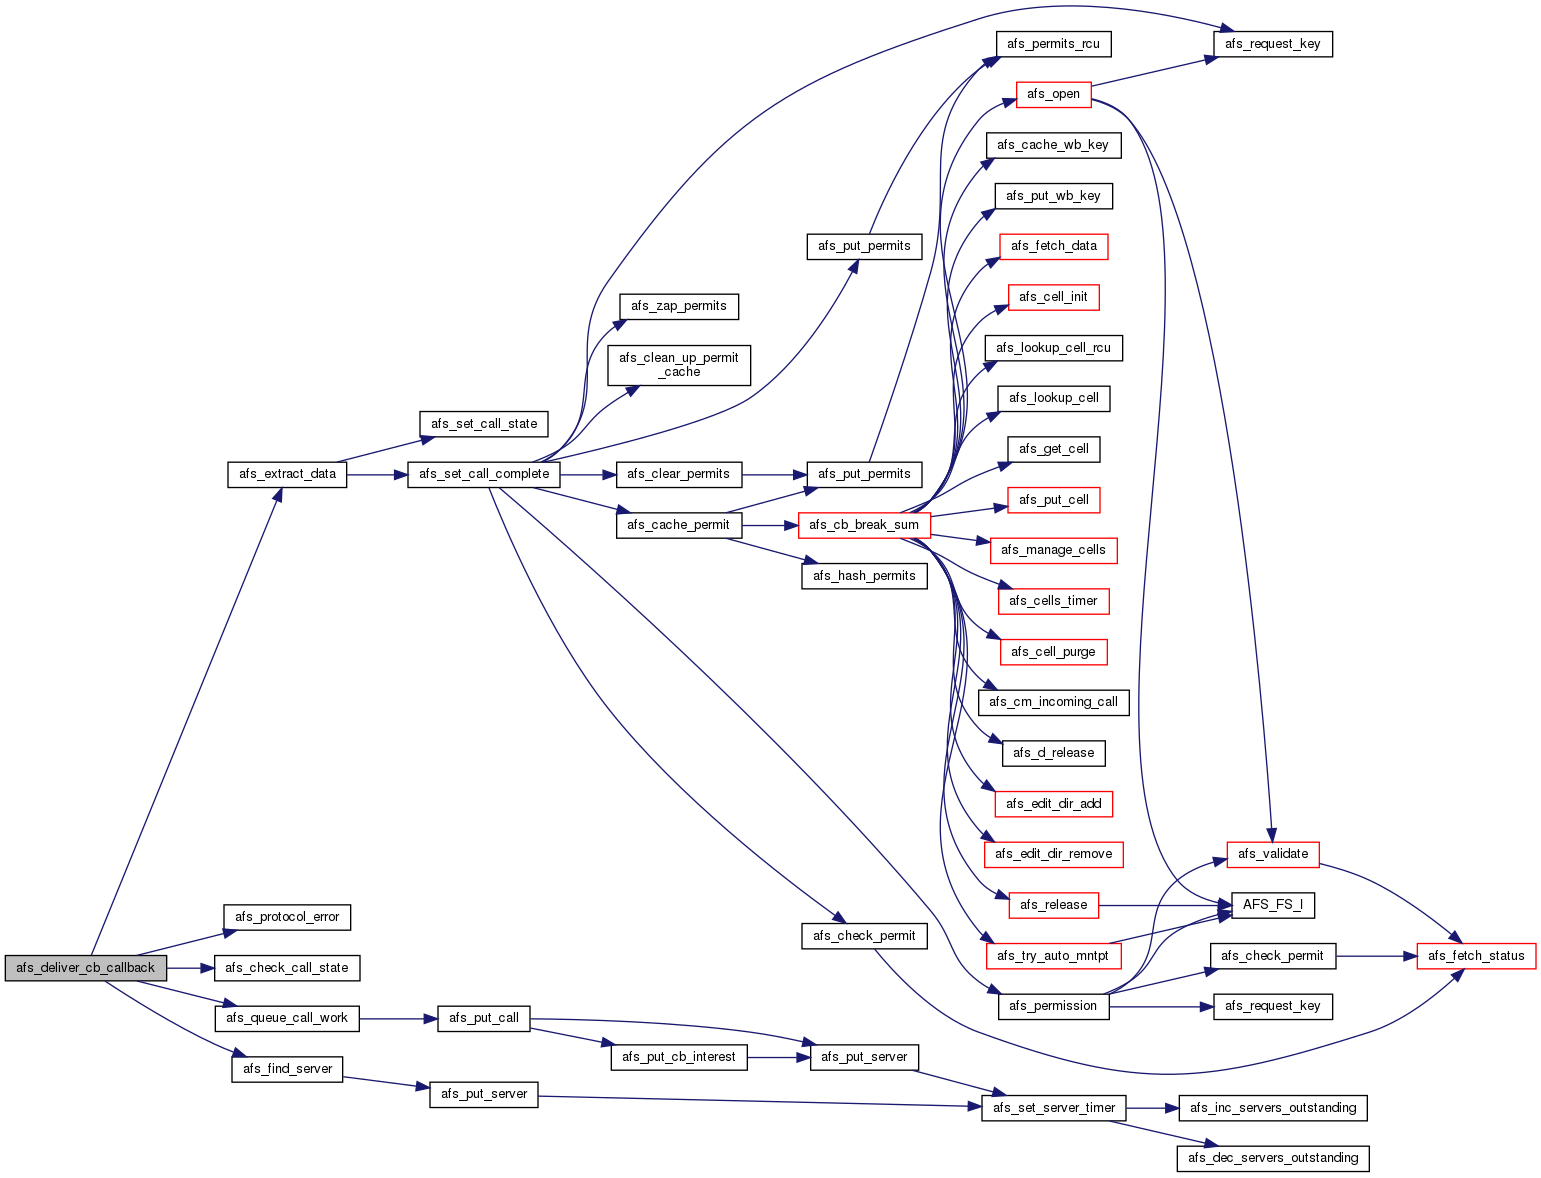 afs_permits_rcu
afs_request_key
afs_open
afs_cache_wb_key
afs_put_wb_key
afs_put_permits
afs_fetch_data
afs_cell_init
afs_zap_permits
afs_lookup_cell_rcu
afs_clean_up_permit
_cache
afs_lookup_cell
afs_set_call_state
afs_get_cell
afs_extract_data
afs_set_call_complete
afs_clear_permits
afs_put_permits
afs_put_cell
afs_cache_permit
afs_cb_break_sum
afs_manage_cells
afs_hash_permits
afs_cells_timer
afs_cell_purge
afs_cm_incoming_call
afs_d_release
afs_edit_dir_add
afs_edit_dir_remove
afs_validate
afs_release
AFS_FS_I
afs_protocol_error
afs_check_permit
afs_try_auto_mntpt
afs_check_permit
afs_fetch_status
afs_deliver_cb_callback
afs_check_call_state
afs_permission
afs_request_key
afs_queue_call_work
afs_put_call
afs_put_cb_interest
afs_put_server
afs_find_server
afs_put_server
afs_set_server_timer
afs_inc_servers_outstanding
afs_dec_servers_outstanding